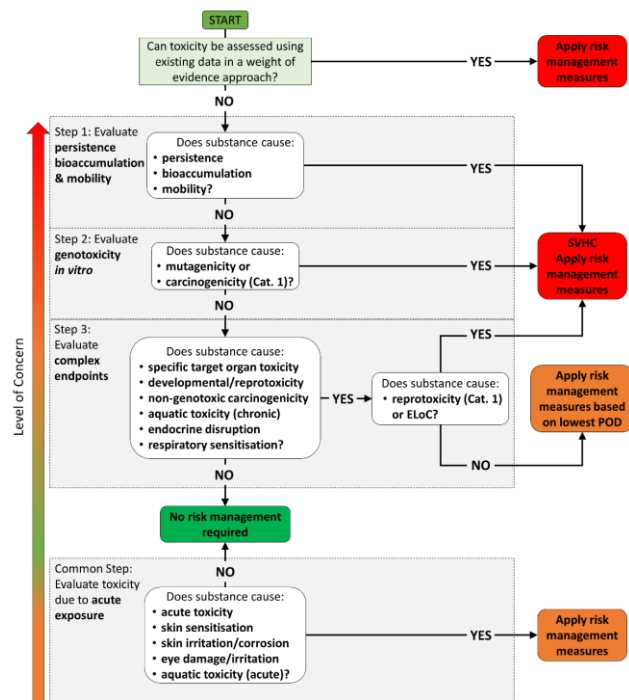 START
Can toxicity be assessed using
existing data in a weight of
evidence approach?
YES
Apply risk
management
measures
NO
Level of Concern
Step 1: Evaluate
persistence
bioaccumulation
& mobility
Does substance cause:
• persistence
• bioaccumulation
• mobility?
YES
NO
Step 2: Evaluate
genotoxicity
in vitro
Does substance cause:
• mutagenicity or
• carcinogenicity (Cat. 1)?
YES
SVHC
Apply risk
management
measures
NO
Step 3:
Evaluate
complex
endpoints
Does substance cause:
• specific target organ toxicity
• developmental/reprotoxicity
• non-genotoxic carcinogenicity
• aquatic toxicity (chronic)
• endocrine disruption
• respiratory sensitisation?
YES
Does substance cause:
• reprotoxicity (Cat. 1)
or ELoC?
YES
NO
Apply risk
management
measures based
on lowest POD
NO
No risk management
required
NO
Common Step:
Evaluate toxicity
due to acute
exposure
Does substance cause:
• acute toxicity
• skin sensitisation
• skin irritation/corrosion
• eye damage/irritation
• aquatic toxicity (acute)?
YES
Apply risk
management
measures